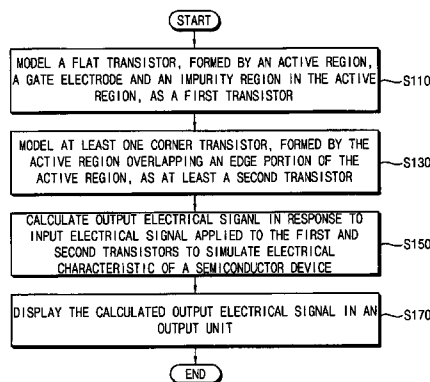 START
MODEL A FLAT TRANSISTOR, FORMED BY AN ACTIVE REGION,
A GATE ELECTRODE AND AN IMPURITY REGION IN THE ACTIVE
REGION, AS A FIRST TRANSISTOR
S110
MODEL AT LEAST ONE CORNER TRANSISTOR, FORMED BY THE
ACTIVE REGION OVERLAPPING AN EDGE PORTION OF THE
ACTIVE REGION, AS AT LEAST A SECOND TRANSISTOR
S130
CALCULATE OUTPUT ELECTRICAL SIGANL IN RESPONSE TO
INPUT ELECTRICAL SIGNAL APPLIED TO THE FIRST AND
SECOND TRANSISTORS TO SIMULATE ELECTRICAL
CHARACTERISTIC OF A SEMICONDUCTOR DEVICE
S150
DISPLAY THE CALCULATED OUTPUT ELECTRICAL SIGNAL IN AN
OUTPUT UNIT
S170
END